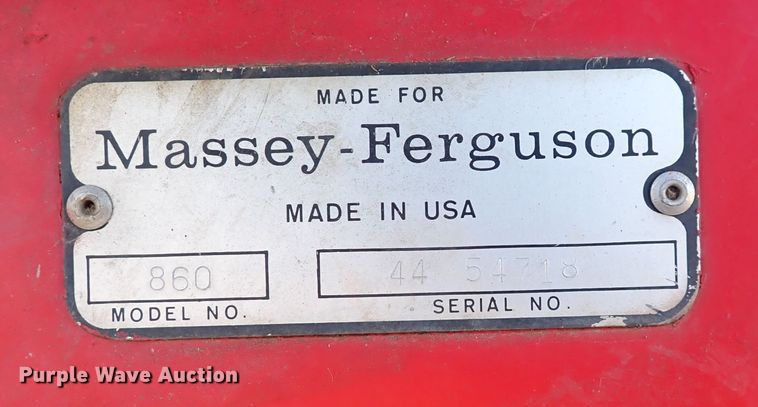 MADE FOR
Massey-Ferguson
MADE IN USA
860
MODEL NO.
44 54718
SERIAL NO.
Purple Wave Auction